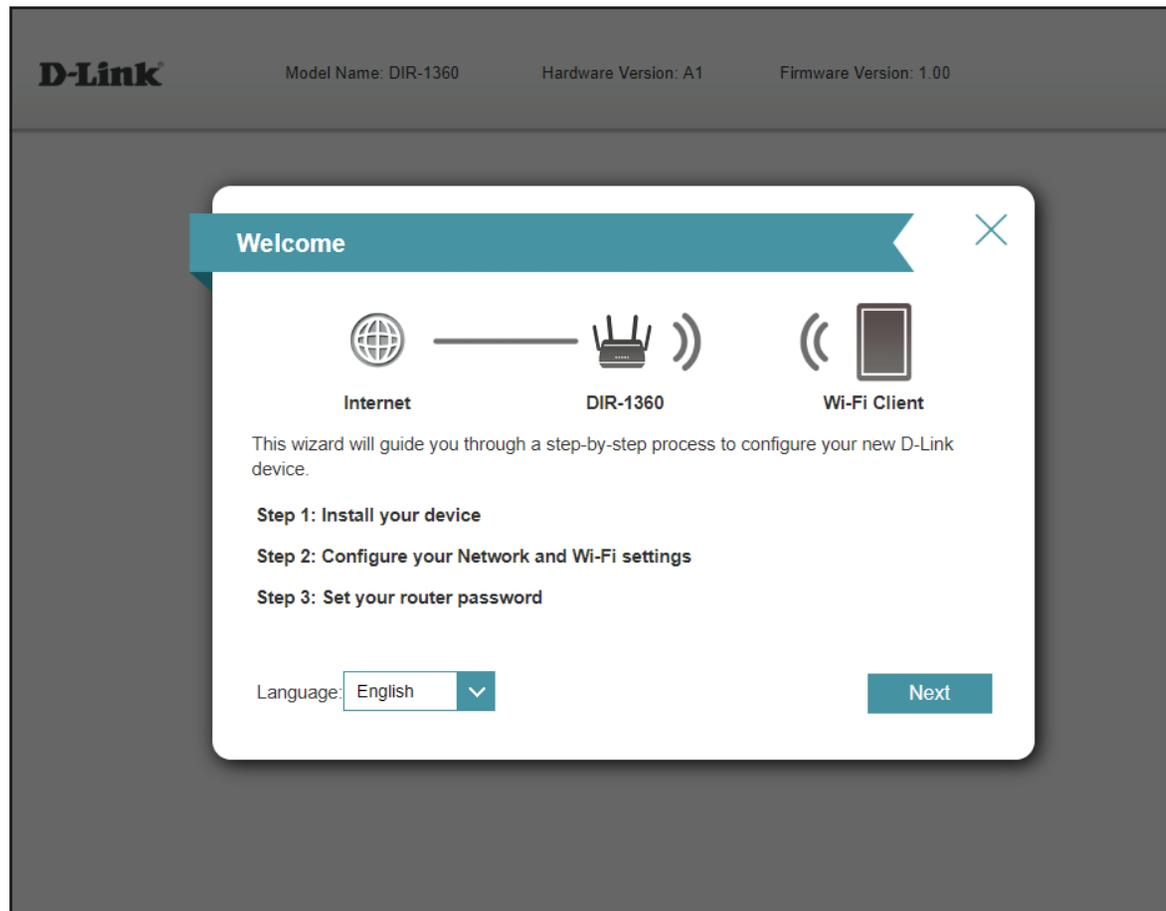 D-Link
Model Name: DIR-1360 Hardware Version: A1 Firmware Version: 1.00
Welcome
Internet DIR-1360 Wi-Fi Client
This wizard will guide you through a step-by-step process to configure your new D-Link
device.
Step 1: Install your device
Step 2: Configure your Network and Wi-Fi settings
Step 3: Set your router password
Language: English
Next